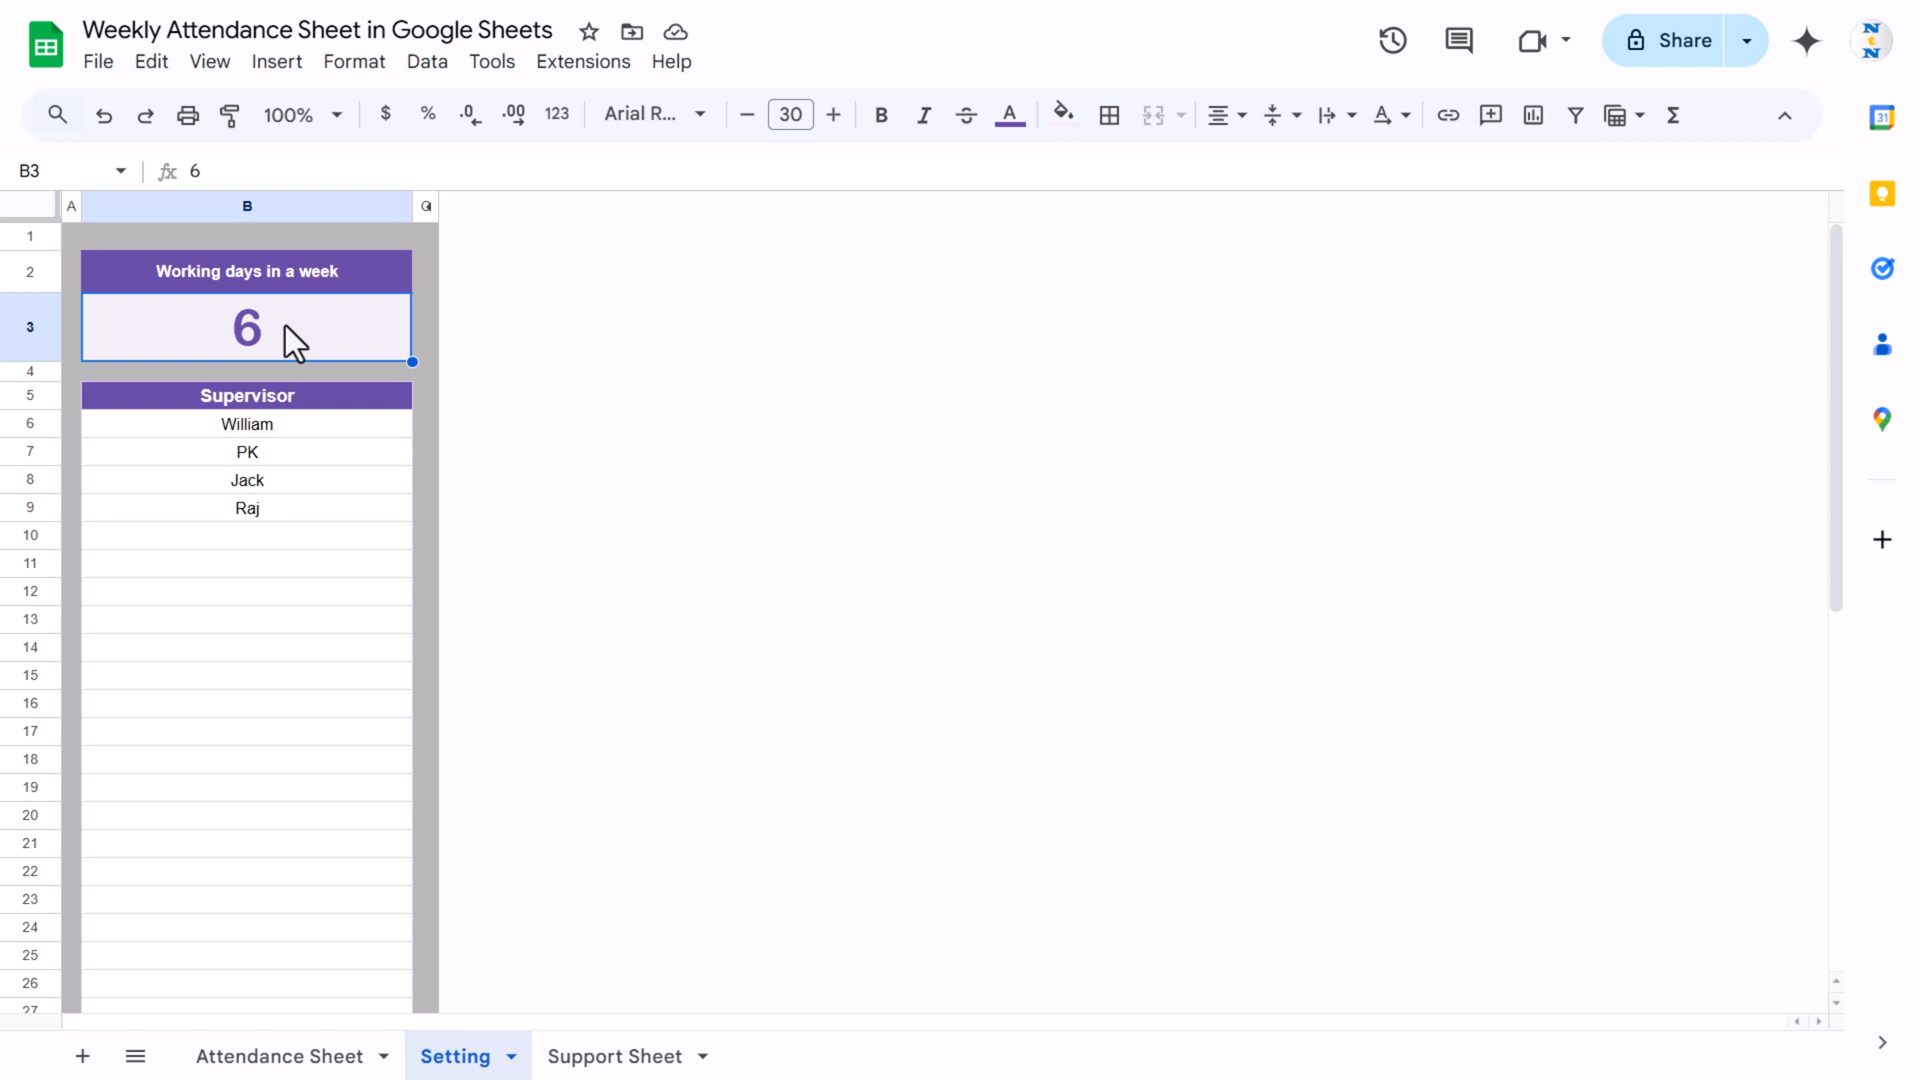 Weekly Attendance Sheet in Google Sheets
File Edit View Insert Format Data Tools Extensions Help
Share
100% $ % .0 .00 123 Arial R... 30 B I A A Σ
31
B3 fx 6
A B
1
2 Working days in a week
3 6
4
5 Supervisor
6 William
7 PK
8 Jack
9 Raj
10
11
12
13
14
15
16
17
18
19
20
21
22
23
24
25
26
27
Attendance Sheet Setting Support Sheet